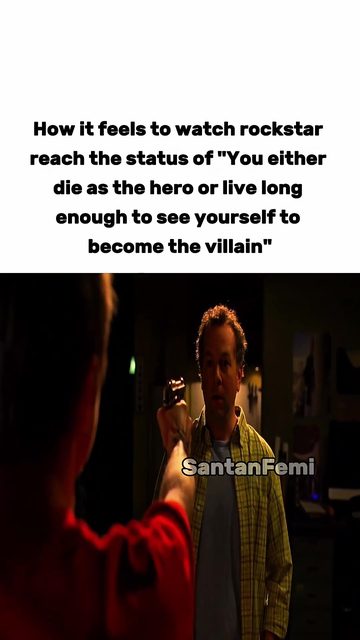 How it feels to watch rockstar
reach the status of "You either
die as the hero or live long
enough to see yourself to
become the villain"
SantanFemi